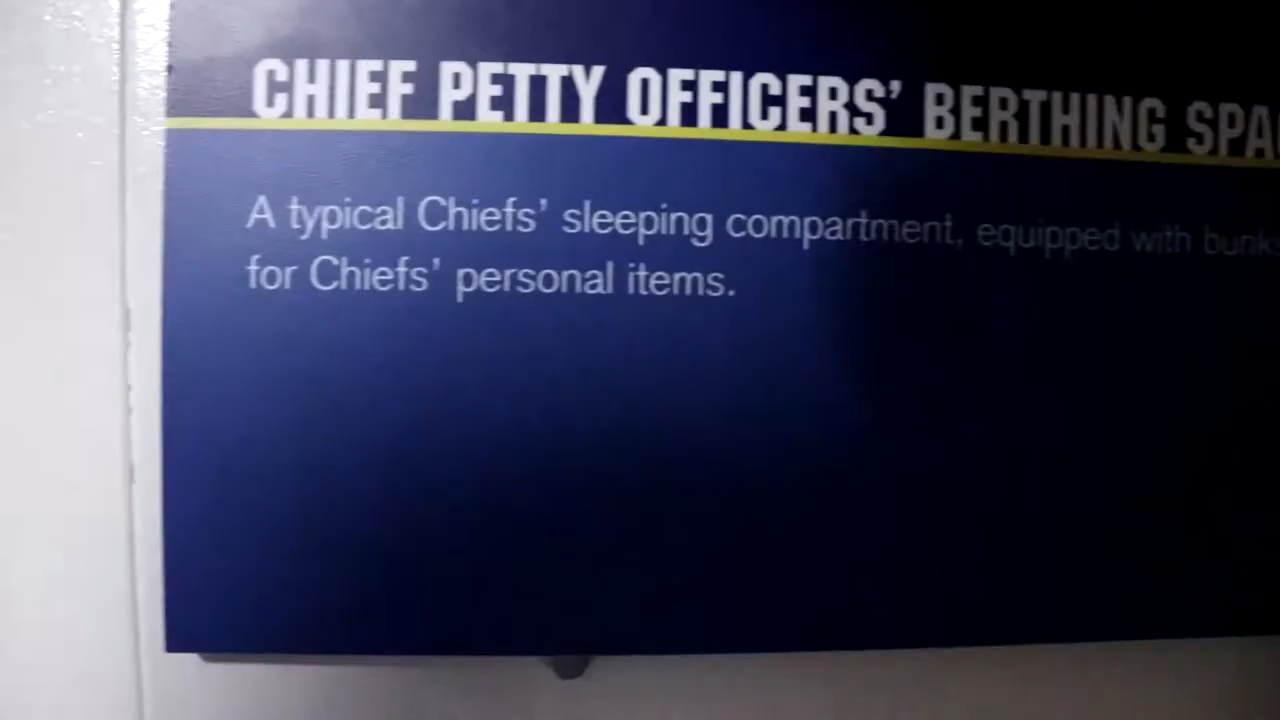 CHIEF PETTY OFFICERS' BERTHING
A typical Chiefs' sleeping compartment, equipped with
for Chiefs' personal items.